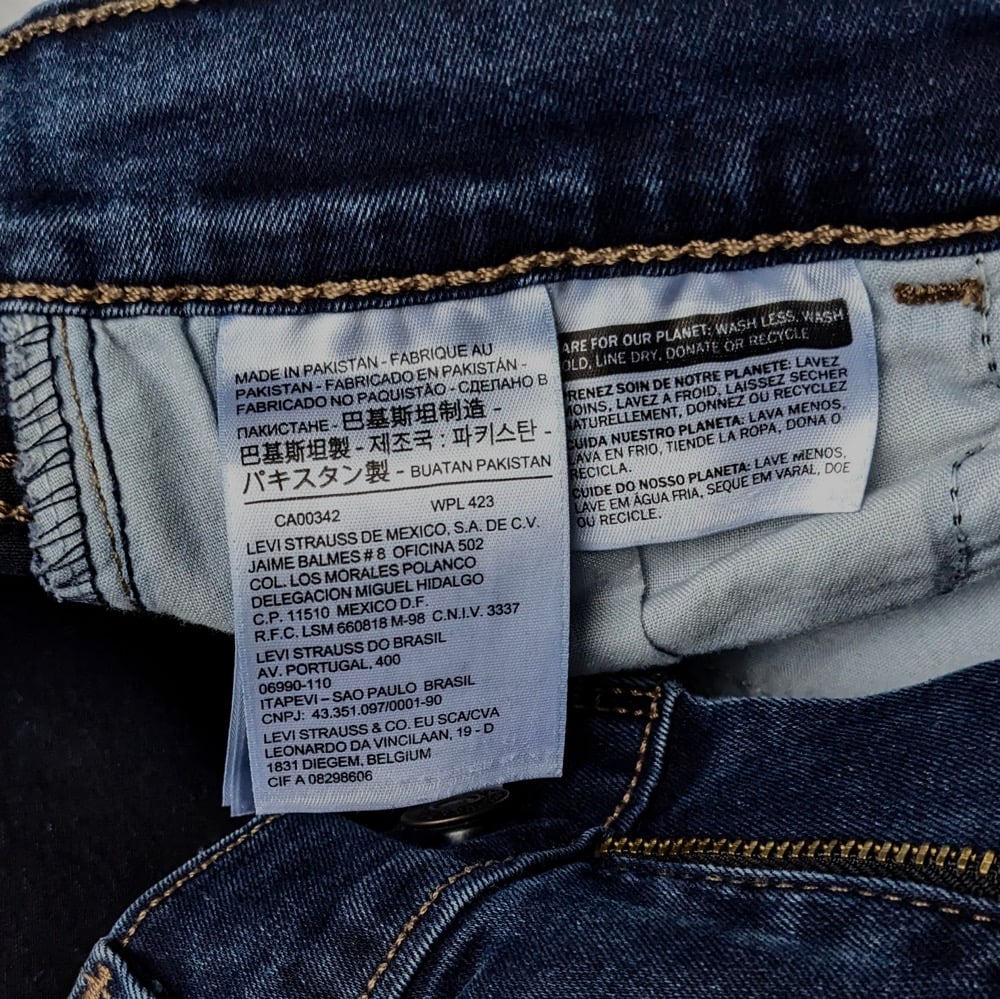 MADE IN PAKISTAN - FABRIQUE AU
PAKISTAN - FABRICADO EN PAKISTÁN -
FABRICADO NO PAQUISTÃO - СДЕЛАНО В
ПАКИСТАНЕ - 巴基斯坦制造 -
巴基斯坦製 - 제조국 : 파키스탄 -
パキスタン製 - BUATAN PAKISTAN
CA00342 WPL 423
LEVI STRAUSS DE MEXICO, S.A. DE C.V.
JAIME BALMES # 8 OFICINA 502
COL. LOS MORALES POLANCO
DELEGACION MIGUEL HIDALGO
C.P. 11510 MEXICO D.F.
R.F.C. LSM 660818 M-98 C.N.I.V. 3337
LEVI STRAUSS DO BRASIL
AV. PORTUGAL, 400
06990-110
ITAPEVI – SAO PAULO BRASIL
CNPJ: 43.351.097/0001-90
LEVI STRAUSS & CO. EU SCA/CVA
LEONARDO DA VINCILAAN, 19 - D
1831 DIEGEM, BELGIUM
CIF A 08298606
ARE FOR OUR PLANET: WASH LESS, WASH
OLD, LINE DRY, DONATE OR RECYCLE
RENEZ SOIN DE NOTRE PLANETE: LAVEZ
OINS, LAVEZ A FROID, LAISSEZ SECHER
ATURELLEMENT, DONNEZ OU RECYCLEZ
UIDA NUESTRO PLANETA: LAVA MENOS,
AVA EN FRIO, TIENDE LA ROPA, DONA O
RECICLA.
CUIDE DO NOSSO PLANETA: LAVE MENOS,
LAVE EM ÁGUA FRIA, SEQUE EM VARAL, DOE
OU RECICLE.